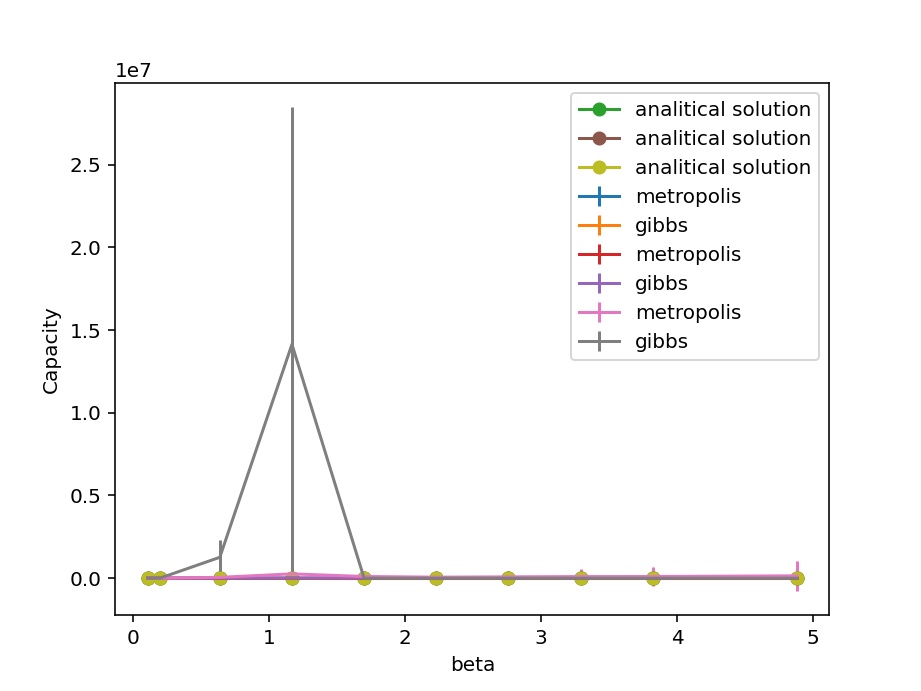 1e7
2.5
2.0
1.5
1.0
0.5
0.0
Capacity
0 1 2 3 4 5
beta
analitical solution
analitical solution
analitical solution
metropolis
gibbs
metropolis
gibbs
metropolis
gibbs